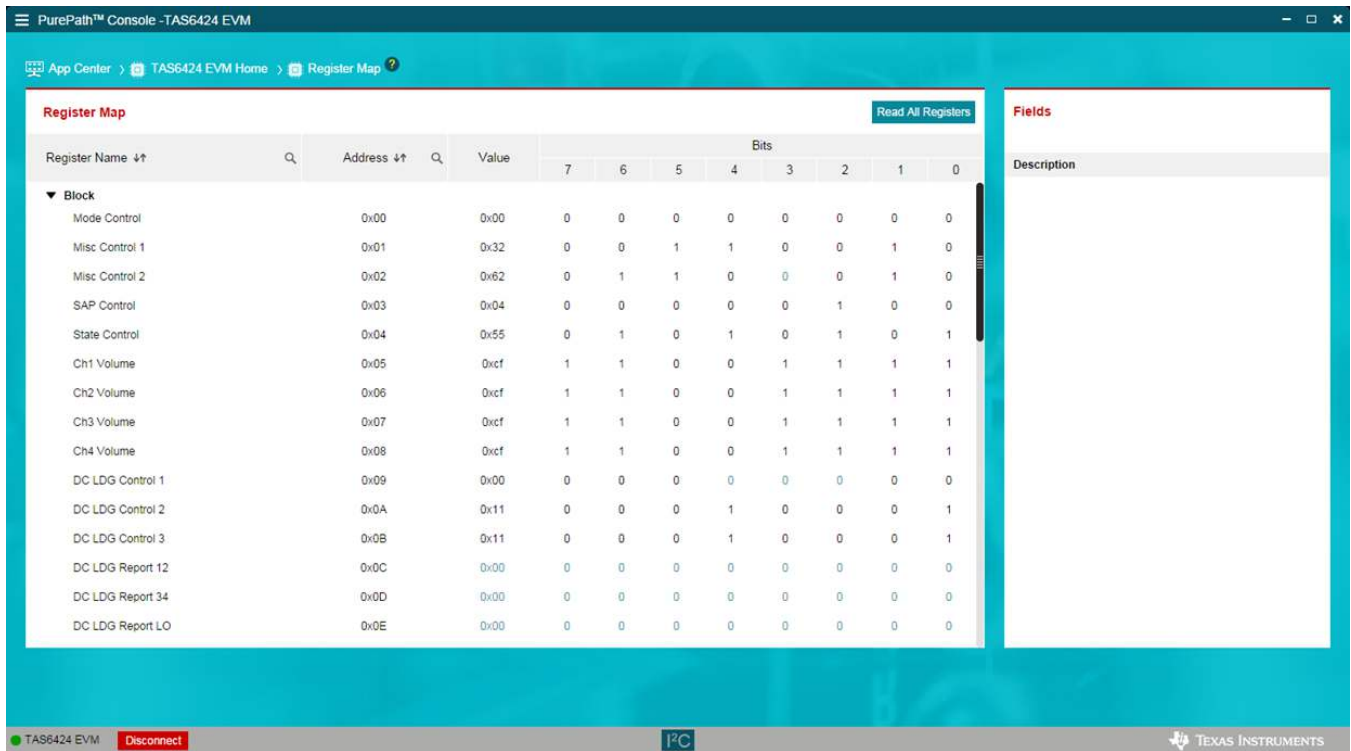 PurePath™ Console -TAS6424 EVM
App Center > TAS6424 EVM Home > Register Map ?
Register Map Read All Registers
Register Name Address Value Bits
7 6 5 4 3 2 1 0
Block
Mode Control 0x00 0x00 0 0 0 0 0 0 0 0
Misc Control 1 0x01 0x32 0 0 1 1 0 0 1 0
Misc Control 2 0x02 0x62 0 1 1 0 0 0 1 0
SAP Control 0x03 0x04 0 0 0 0 0 1 0 0
State Control 0x04 0x55 0 1 0 1 0 1 0 1
Ch1 Volume 0x05 0xcf 1 1 0 0 1 1 1 1
Ch2 Volume 0x06 0xcf 1 1 0 0 1 1 1 1
Ch3 Volume 0x07 0xcf 1 1 0 0 1 1 1 1
Ch4 Volume 0x08 0xcf 1 1 0 0 1 1 1 1
DC LDG Control 1 0x09 0x00 0 0 0 0 0 0 0 0
DC LDG Control 2 0x0A 0x11 0 0 0 1 0 0 0 1
DC LDG Control 3 0x0B 0x11 0 0 0 1 0 0 0 1
DC LDG Report 12 0x0C 0x00 0 0 0 0 0 0 0 0
DC LDG Report 34 0x0D 0x00 0 0 0 0 0 0 0 0
DC LDG Report LO 0x0E 0x00 0 0 0 0 0 0 0 0
Fields
Description
TAS6424 EVM Disconnect I²C TEXAS INSTRUMENTS